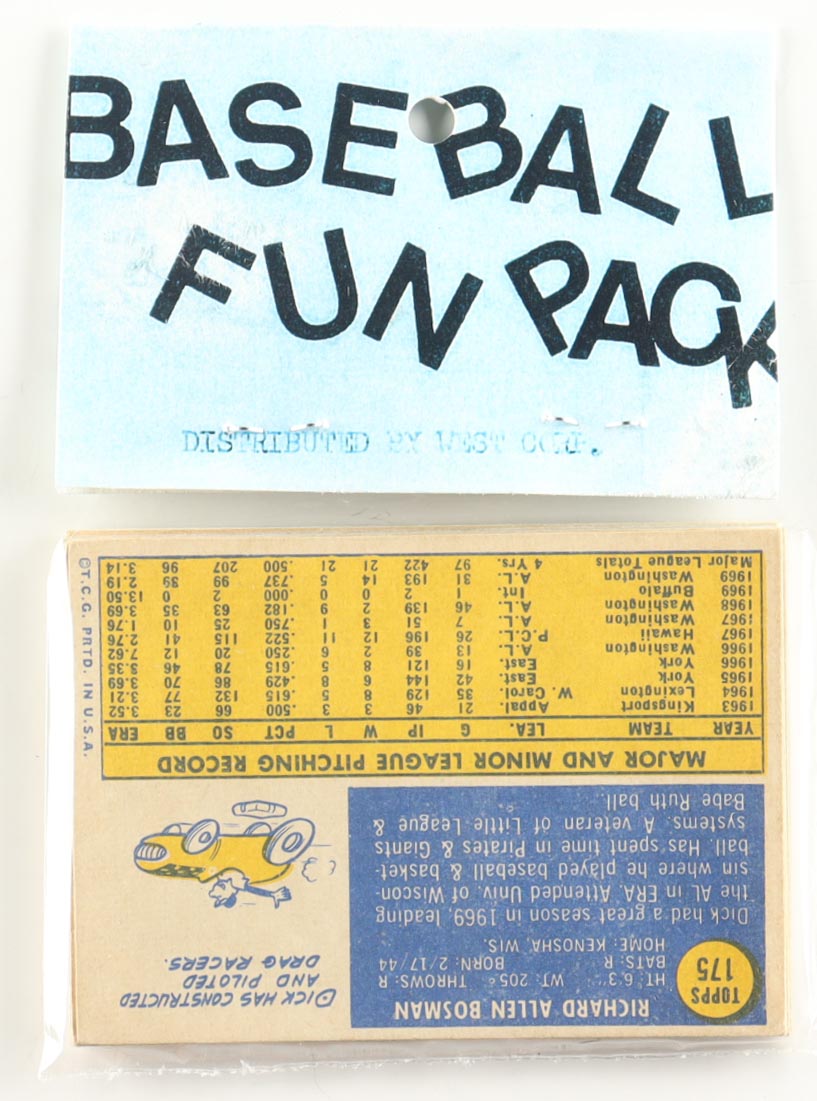 BASEBALL
FUN PACK
DISTRIBUTED BY WEST CORP.
TOPPS
175
RICHARD ALLEN BOSMAN
HT: 6'3" WT: 205 THROWS: R
BATS: R BORN: 2/17/44
HOME: KENOSHA, WIS.
Dick had a great season in 1969, leading
the AL in ERA. Attended Univ. of Wiscon-
sin where he played baseball & basket-
ball. Has spent time in Pirates & Giants
Systems. A veteran of Little League &
Babe Ruth ball.
DICK HAS CONSTRUCTED
AND PILOTED
DRAG RACERS.
MAJOR AND MINOR LEAGUE PITCHING RECORD
YEAR TEAM LEA. G IP W L PCT SO BB ERA
1963 Kingsport Appal. 21 46 3 3 .500 66 23 3.52
1964 Lexington W. Carol. 35 129 8 5 .615 132 77 3.21
1965 York East. 42 144 6 8 .429 86 70 3.69
1966 York East. 16 121 8 5 .615 78 46 3.35
1966 Washington A.L. 13 39 2 6 .250 20 12 7.62
1967 Hawaii P.C.L. 26 196 12 11 .522 115 41 2.76
1967 Washington A.L. 7 51 3 1 .750 25 10 1.76
1968 Washington A.L. 46 139 2 9 .182 63 35 3.69
1969 Buffalo Int. 1 2 0 0 .000 2 0 13.50
1969 Washington A.L. 31 193 14 5 .737 99 39 2.19
Major League Totals 4 Yrs. 97 422 21 21 .500 207 96 3.14
©T.C.G. PRTD. IN U.S.A.